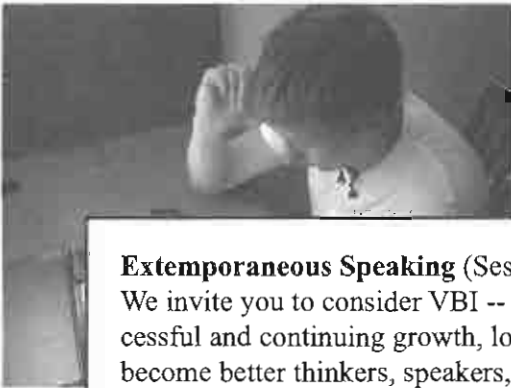 Extemporaneous Speaking (Ses
We invite you to consider VBI --
cessful and continuing growth, lo
become better thinkers, speakers,